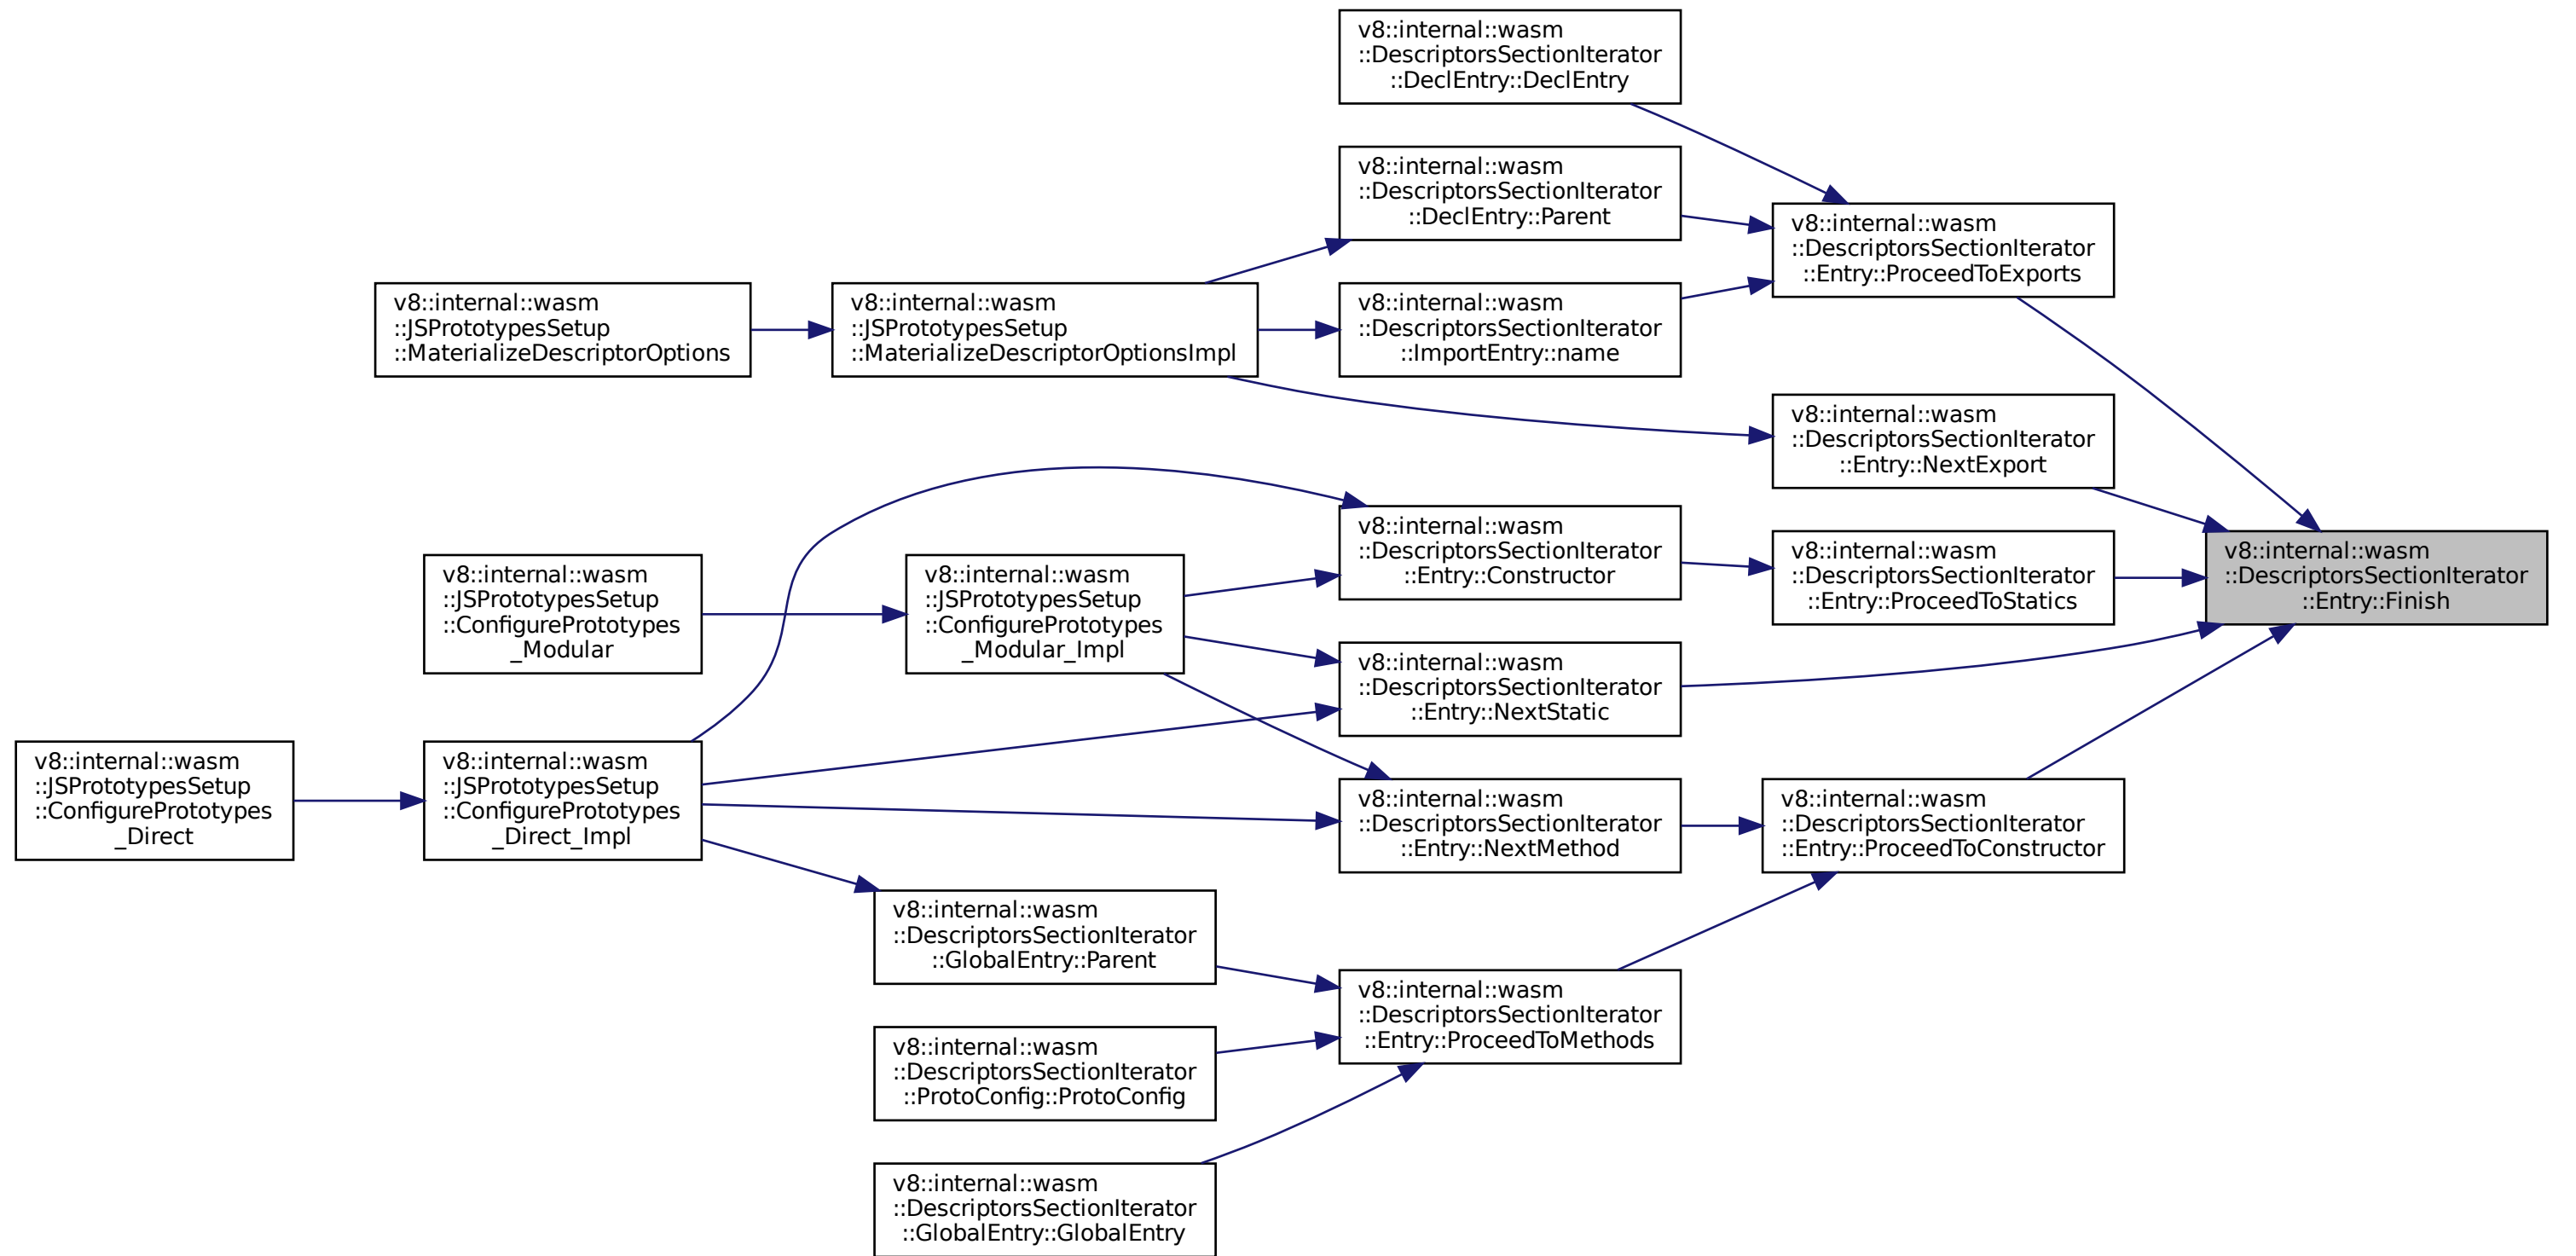 v8::internal::wasm
::DescriptorsSectionIterator
::DeclEntry::DeclEntry
v8::internal::wasm
::DescriptorsSectionIterator
::DeclEntry::Parent
v8::internal::wasm
::DescriptorsSectionIterator
::Entry::ProceedToExports
v8::internal::wasm
::JSPrototypesSetup
::MaterializeDescriptorOptions
v8::internal::wasm
::JSPrototypesSetup
::MaterializeDescriptorOptionsImpl
v8::internal::wasm
::DescriptorsSectionIterator
::ImportEntry::name
v8::internal::wasm
::DescriptorsSectionIterator
::Entry::NextExport
v8::internal::wasm
::DescriptorsSectionIterator
::Entry::Constructor
v8::internal::wasm
::DescriptorsSectionIterator
::Entry::ProceedToStatics
v8::internal::wasm
::DescriptorsSectionIterator
::Entry::Finish
v8::internal::wasm
::JSPrototypesSetup
::ConfigurePrototypes
_Modular
v8::internal::wasm
::JSPrototypesSetup
::ConfigurePrototypes
_Modular_Impl
v8::internal::wasm
::DescriptorsSectionIterator
::Entry::NextStatic
v8::internal::wasm
::JSPrototypesSetup
::ConfigurePrototypes
_Direct
v8::internal::wasm
::JSPrototypesSetup
::ConfigurePrototypes
_Direct_Impl
v8::internal::wasm
::DescriptorsSectionIterator
::Entry::NextMethod
v8::internal::wasm
::DescriptorsSectionIterator
::Entry::ProceedToConstructor
v8::internal::wasm
::DescriptorsSectionIterator
::GlobalEntry::Parent
v8::internal::wasm
::DescriptorsSectionIterator
::Entry::ProceedToMethods
v8::internal::wasm
::DescriptorsSectionIterator
::ProtoConfig::ProtoConfig
v8::internal::wasm
::DescriptorsSectionIterator
::GlobalEntry::GlobalEntry